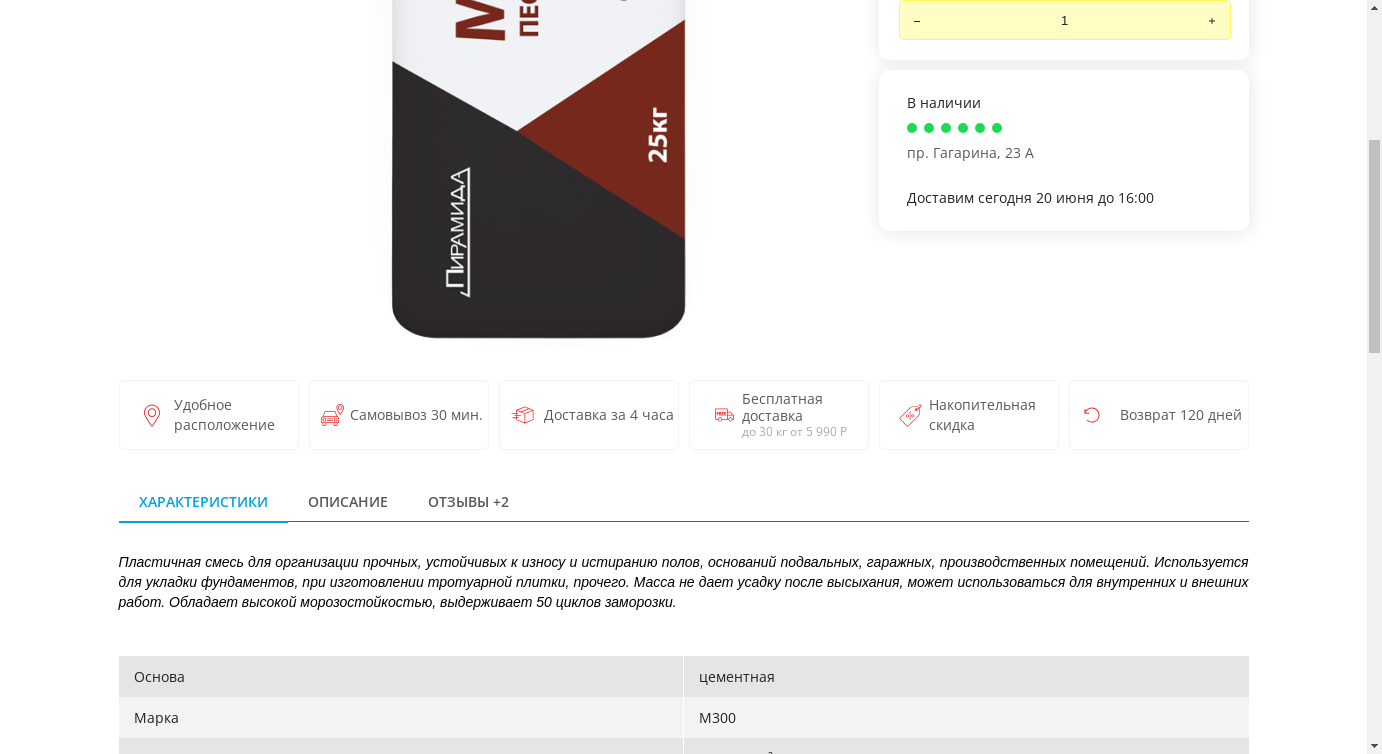 М
ПЕС
25кг
ПИРАМИДА
− 1 +
В наличии
пр. Гагарина, 23 А
Доставим сегодня 20 июня до 16:00
Удобное
расположение
Самовывоз 30 мин.
Доставка за 4 часа
FREE
Бесплатная
доставка
до 30 кг от 5 990 Р
Накопительная
скидка
Возврат 120 дней
ХАРАКТЕРИСТИКИ
ОПИСАНИЕ
ОТЗЫВЫ +2
Пластичная смесь для организации прочных, устойчивых к износу и истиранию полов, оснований подвальных, гаражных, производственных помещений. Используется
для укладки фундаментов, при изготовлении тротуарной плитки, прочего. Масса не дает усадку после высыхания, может использоваться для внутренних и внешних
работ. Обладает высокой морозостойкостью, выдерживает 50 циклов заморозки.
Основа цементная
Марка М300